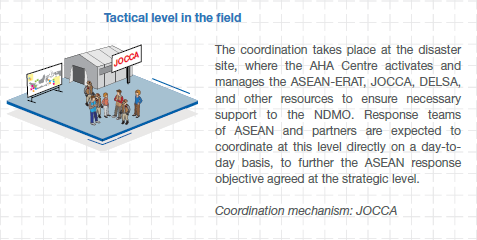 Tactical level in the field
JOCCA
The coordination takes place at the disaster
site, where the AHA Centre activates and
manages the ASEAN-ERAT, JOCCA, DELSA,
and other resources to ensure necessary
support to the NDMO. Response teams
of ASEAN and partners are expected to
coordinate at this level directly on a day-to-
day basis, to further the ASEAN response
objective agreed at the strategic level.
Coordination mechanism: JOCCA